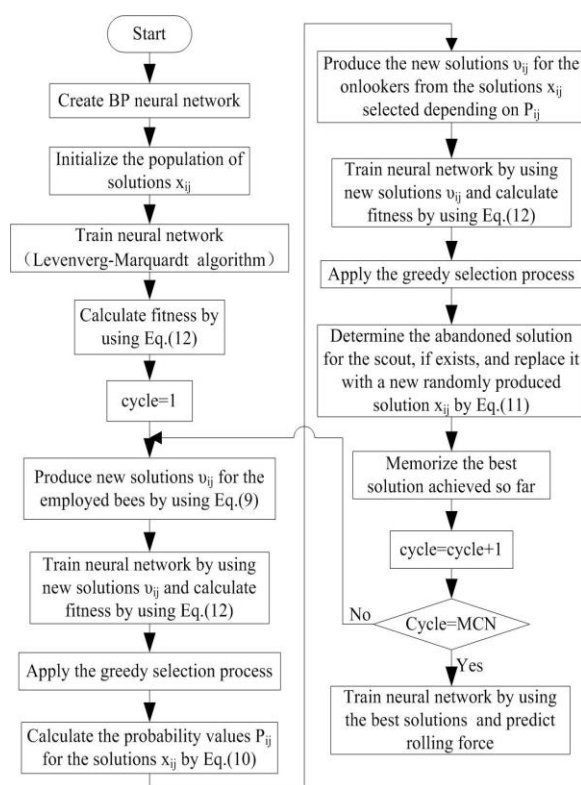 Start
Create BP neural network
Initialize the population of
solutions xᵢⱼ
Train neural network
（Levenverg-Marquardt algorithm）
Calculate fitness by
using Eq.(12)
cycle=1
Produce new solutions υᵢⱼ for the
employed bees by using Eq.(9)
Train neural network by using
new solutions υᵢⱼ and calculate
fitness by using Eq.(12)
Apply the greedy selection process
Calculate the probability values Pᵢⱼ
for the solutions xᵢⱼ by Eq.(10)
Produce the new solutions υᵢⱼ for the
onlookers from the solutions xᵢⱼ
selected depending on Pᵢⱼ
Train neural network by using
new solutions υᵢⱼ and calculate
fitness by using Eq.(12)
Apply the greedy selection process
Determine the abandoned solution
for the scout, if exists, and replace it
with a new randomly produced
solution xᵢⱼ by Eq.(11)
Memorize the best
solution achieved so far
cycle=cycle+1
No
Cycle=MCN
Yes
Train neural network by using
the best solutions and predict
rolling force